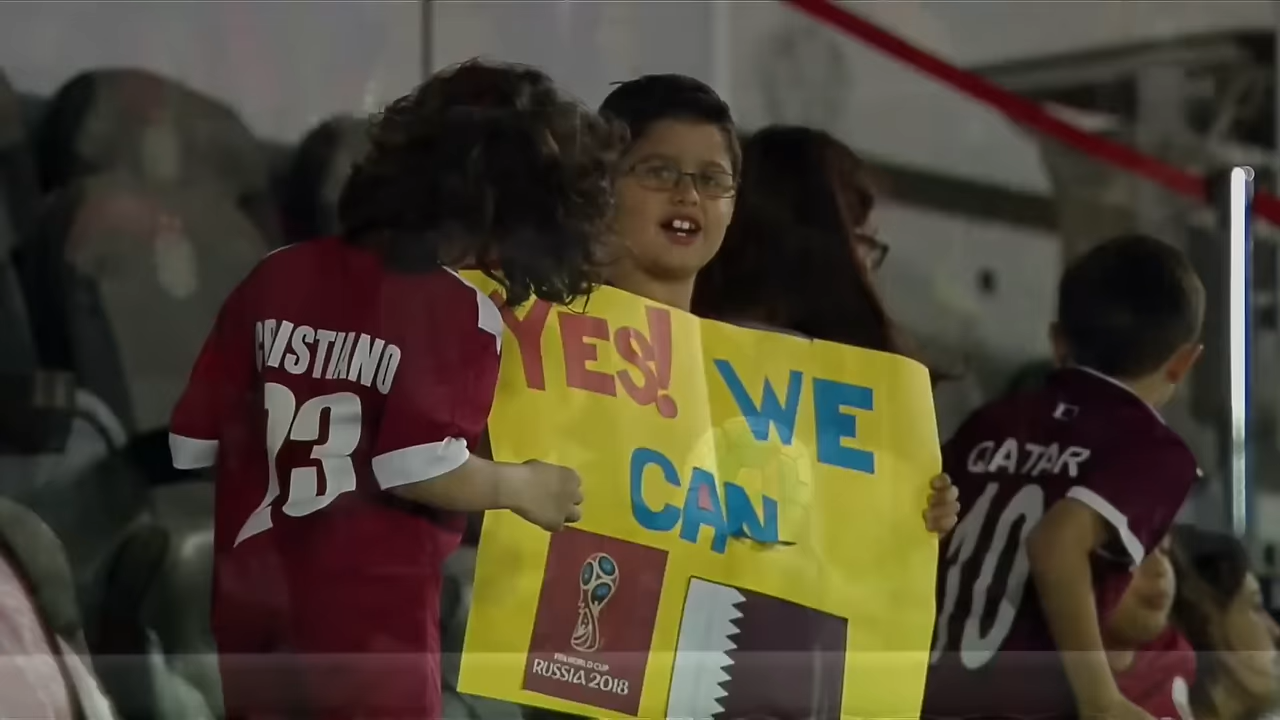 CRISTIANO
13
YES!
WE
CAN
FIFA WORLD CUP
RUSSIA 2018
QATAR
10